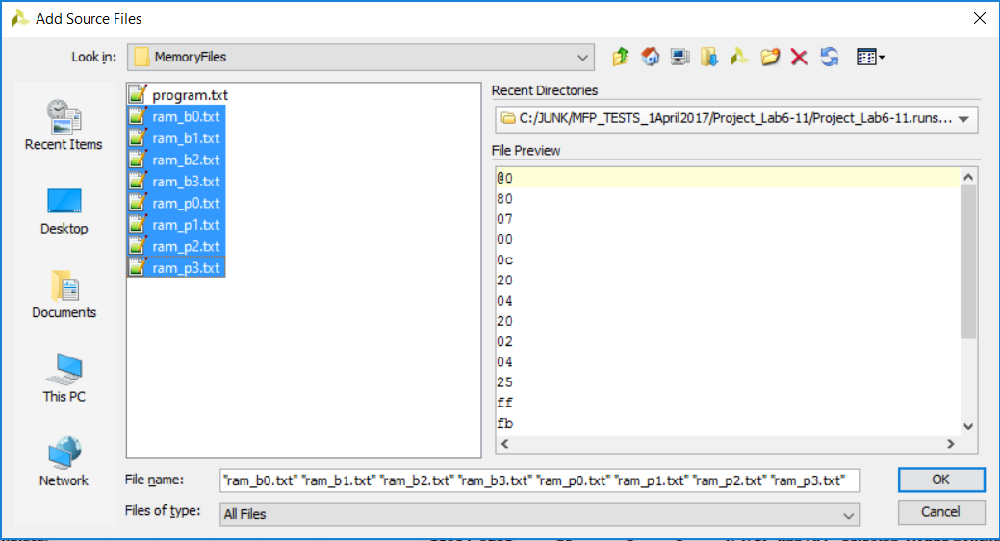 Add Source Files
Look in: MemoryFiles
Recent Items
Desktop
Documents
This PC
Network
program.txt
ram_b0.txt
ram_b1.txt
ram_b2.txt
ram_b3.txt
ram_p0.txt
ram_p1.txt
ram_p2.txt
ram_p3.txt
Recent Directories
C:/JUNK/MFP_TESTS_1April2017/Project_Lab6-11/Project_Lab6-11.runs...
File Preview
@0
80
07
00
0c
20
04
20
02
04
25
ff
fb
File name: "ram_b0.txt" "ram_b1.txt" "ram_b2.txt" "ram_b3.txt" "ram_p0.txt" "ram_p1.txt" "ram_p2.txt" "ram_p3.txt"
OK
Files of type: All Files
Cancel